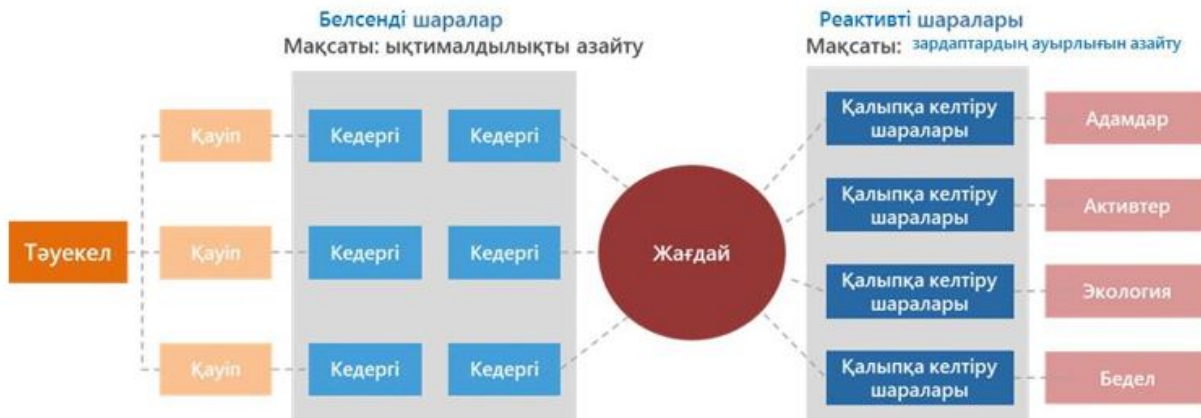 Белсенді шаралар
Мақсаты: ықтималдылықты азайту
Реактивті шаралары
Мақсаты: зардаптардың ауырлығын азайту
Тәуекел
Қауіп
Кедергі
Кедергі
Қауіп
Кедергі
Кедергі
Қауіп
Кедергі
Кедергі
Жағдай
Қалыпқа келтіру
шаралары
Адамдар
Қалыпқа келтіру
шаралары
Активтер
Қалыпқа келтіру
шаралары
Экология
Қалыпқа келтіру
шаралары
Бедел